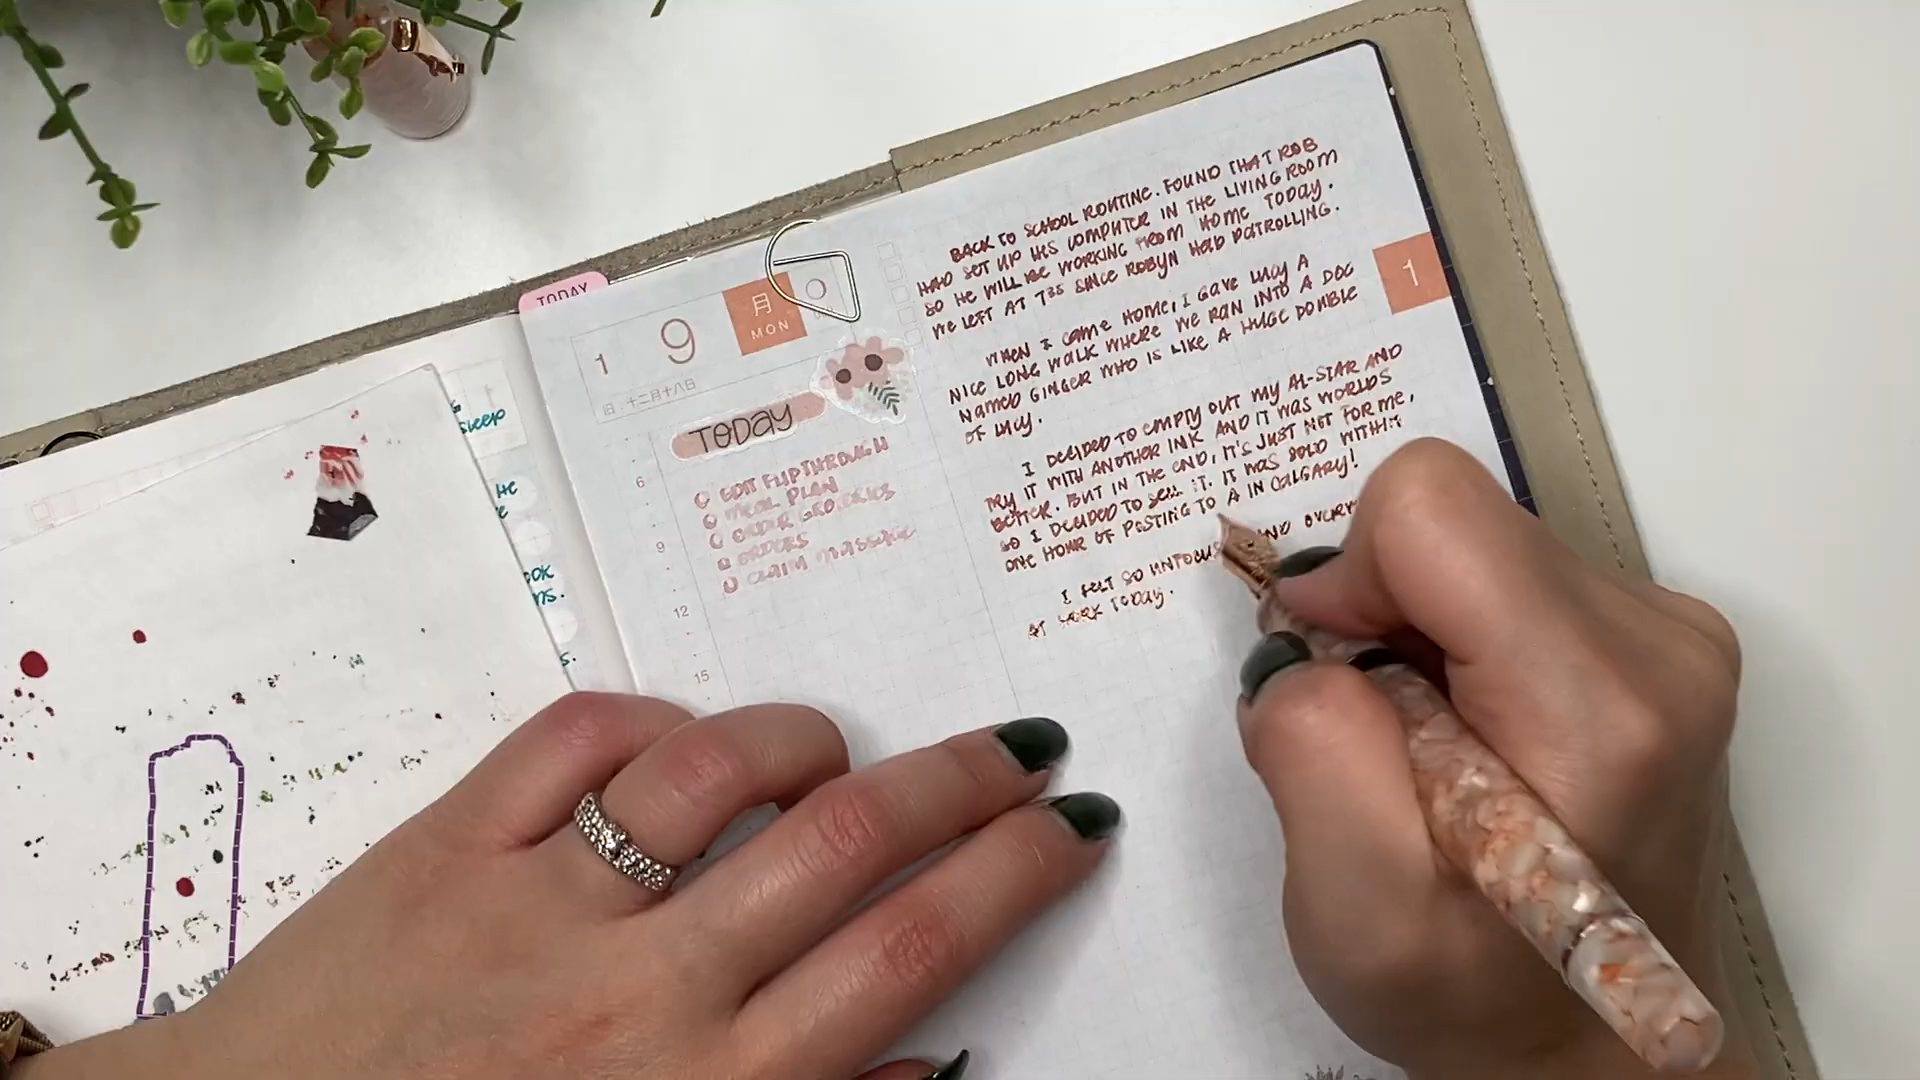 TODAY
1 9 月 MON
旧 十二月十八日
TODAY
EDIT FLIPTHROUGH
MEAL PLAN
ORDER GROCERIES
ORDERS
CLAIM MASSAGE
6
9
12
15
BACK TO SCHOOL ROUTINE. FOUND THAT ROB
HAD SET UP HIS COMPUTER IN THE LIVING ROOM
SO HE WILL BE WORKING FROM HOME TODAY.
WE LEFT AT 7 35 SINCE ROBYN HAD PATROLLING.
WHEN I CAME HOME, I GAVE LUCY A
NICE LONG WALK WHERE WE RAN INTO A DOG
NAMED GINGER WHO IS LIKE A HUGE DOUBLE
OF LUCY.
I DECIDED TO EMPTY OUT MY AL-STAR AND
TRY IT WITH ANOTHER INK AND IT WAS WORLDS
BETTER. BUT IN THE END, IT'S JUST NOT FOR ME,
SO I DECIDED TO SELL IT. IT WAS SOLD WITHIN
ONE HOUR OF POSTING TO A IN CALGARY!
I FELT SO UNFOCUS
AT WORK TODAY.
1
sleep